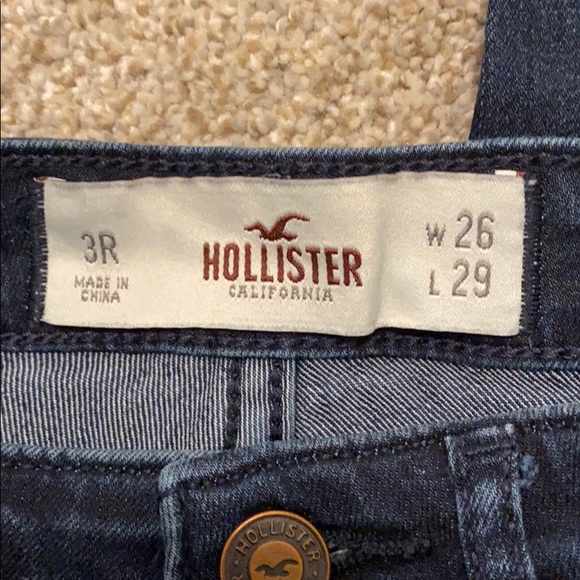 3R
MADE IN
CHINA
HOLLISTER
CALIFORNIA
W 26
L 29
HOLLISTER